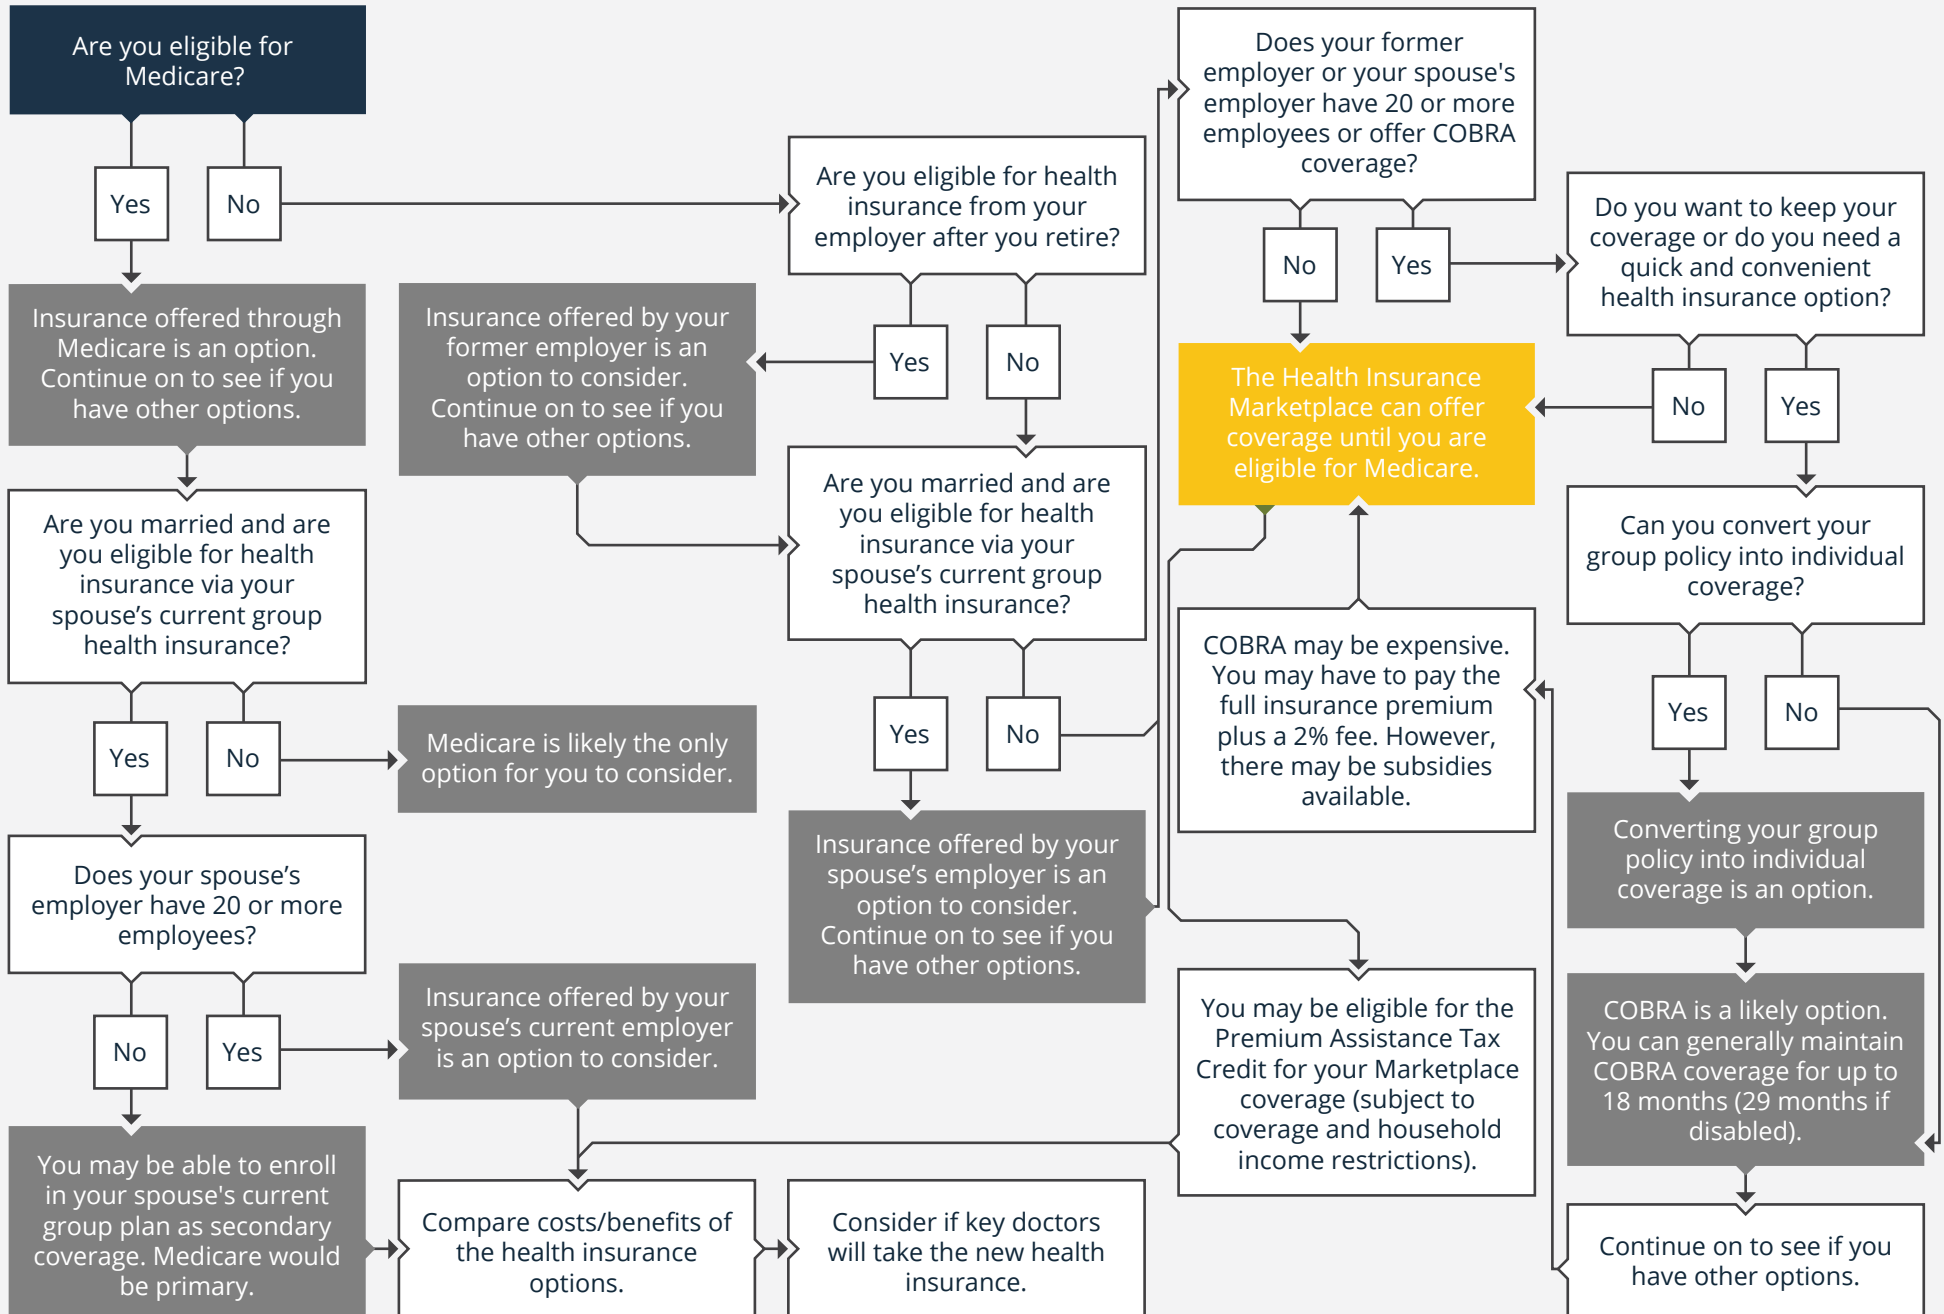 Are you eligible for
Medicare?
Yes
No
Insurance offered through
Medicare is an option.
Continue on to see if you
have other options.
Are you married and are
you eligible for health
insurance via your
spouse’s current group
health insurance?
Yes
No
Medicare is likely the only
option for you to consider.
Does your spouse’s
employer have 20 or more
employees?
No
Yes
Insurance offered by your
spouse’s current employer
is an option to consider.
You may be able to enroll
in your spouse's current
group plan as secondary
coverage. Medicare would
be primary.
Compare costs/benefits of
the health insurance
options.
Consider if key doctors
will take the new health
insurance.
Are you eligible for health
insurance from your
employer after you retire?
Yes
No
Insurance offered by your
former employer is an
option to consider.
Continue on to see if you
have other options.
Are you married and are
you eligible for health
insurance via your
spouse’s current group
health insurance?
Yes
No
Insurance offered by your
spouse’s employer is an
option to consider.
Continue on to see if you
have other options.
Does your former
employer or your spouse's
employer have 20 or more
employees or offer COBRA
coverage?
No
Yes
The Health Insurance
Marketplace can offer
coverage until you are
eligible for Medicare.
COBRA may be expensive.
You may have to pay the
full insurance premium
plus a 2% fee. However,
there may be subsidies
available.
You may be eligible for the
Premium Assistance Tax
Credit for your Marketplace
coverage (subject to
coverage and household
income restrictions).
Do you want to keep your
coverage or do you need a
quick and convenient
health insurance option?
No
Yes
Can you convert your
group policy into individual
coverage?
Yes
No
Converting your group
policy into individual
coverage is an option.
COBRA is a likely option.
You can generally maintain
COBRA coverage for up to
18 months (29 months if
disabled).
Continue on to see if you
have other options.